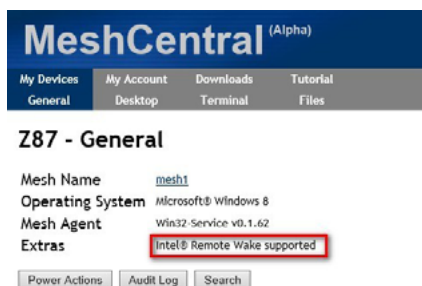 MeshCentral (Alpha)
My Devices My Account Downloads Tutorial
General Desktop Terminal Files
Z87 - General
Mesh Name mesh1
Operating System Microsoft® Windows 8
Mesh Agent Win32-Service v0.1.62
Extras Intel® Remote Wake supported
Power Actions Audit Log Search